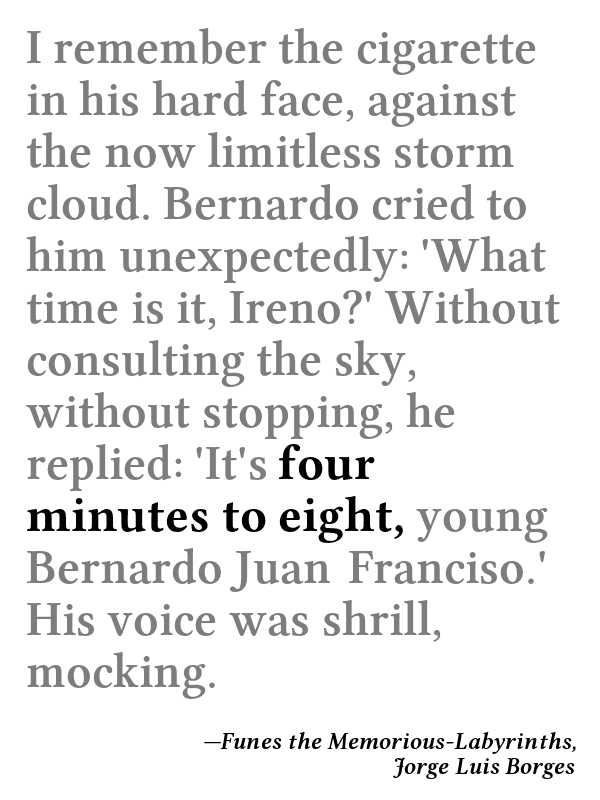 I remember the cigarette
in his hard face, against
the now limitless storm
cloud. Bernardo cried to
him unexpectedly: 'What
time is it, Ireno?' Without
consulting the sky,
without stopping, he
replied: 'It's four
minutes to eight, young
Bernardo Juan Franciso.'
His voice was shrill,
mocking.
—Funes the Memorious-Labyrinths,
Jorge Luis Borges